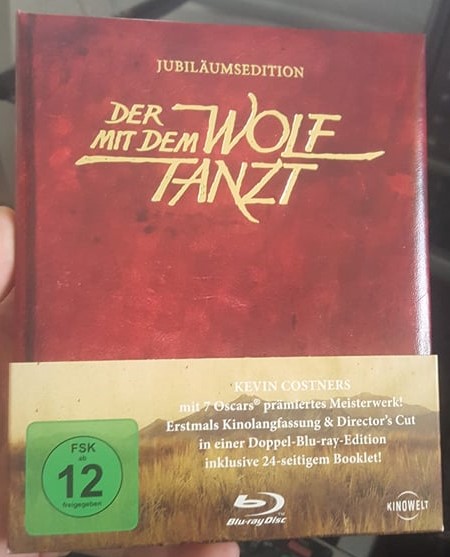 JUBILÄUMSEDITION
DER WOLF
MIT DEM
TANZT
KEVIN COSTNERS
mit 7 Oscars® prämiertes Meisterwerk!
Erstmals Kinolangfassung & Director's Cut
in einer Doppel-Blu-ray-Edition
inklusive 24-seitigem Booklet!
FSK
ab
12
freigegeben
Blu-ray Disc
KINOWELT